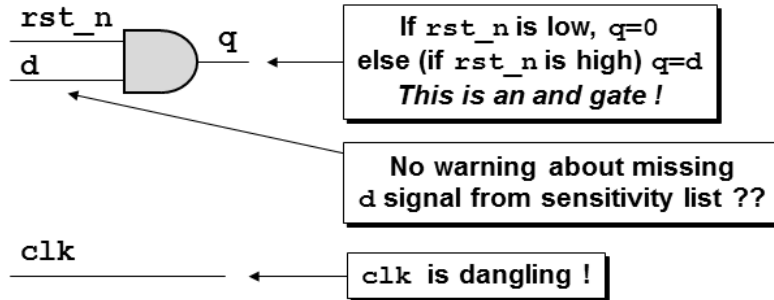 rst_n
d
q
If rst_n is low, q=0
else (if rst_n is high) q=d
This is an and gate !
No warning about missing
d signal from sensitivity list ??
clk
clk is dangling !